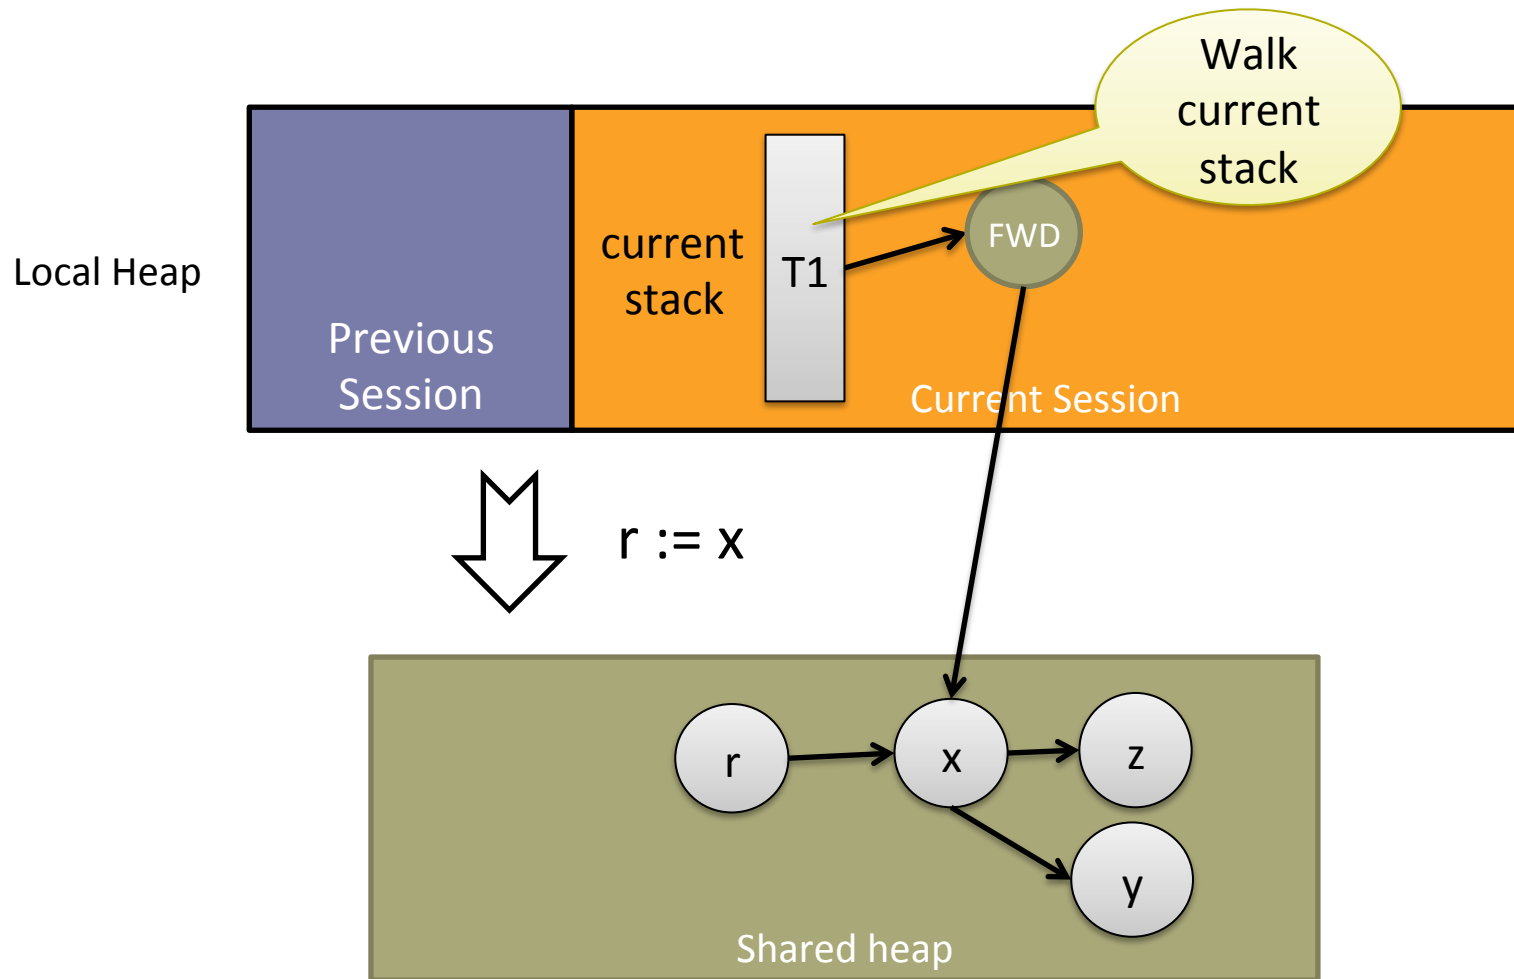 Walk
current
stack
Local Heap
Previous
Session
current
stack
T1
FWD
Current Session
r := x
r
x
z
y
Shared heap